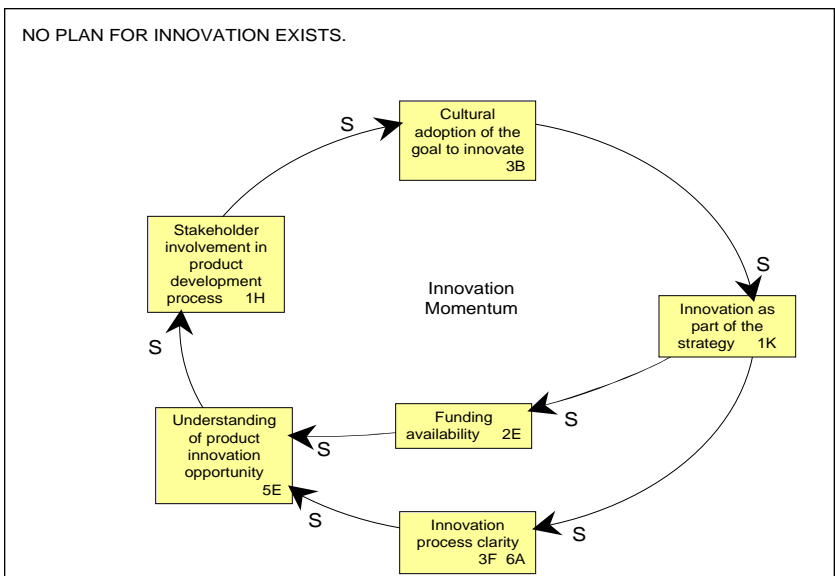 NO PLAN FOR INNOVATION EXISTS.
S
Cultural
adoption of the
goal to innovate
3B
Stakeholder
involvement in
product
development
process 1H
S
Innovation
Momentum
Innovation as
part of the
strategy 1K
S
Understanding
of product
innovation
opportunity
5E
Funding
availability 2E
S
S
S
Innovation
process clarity
3F 6A
S